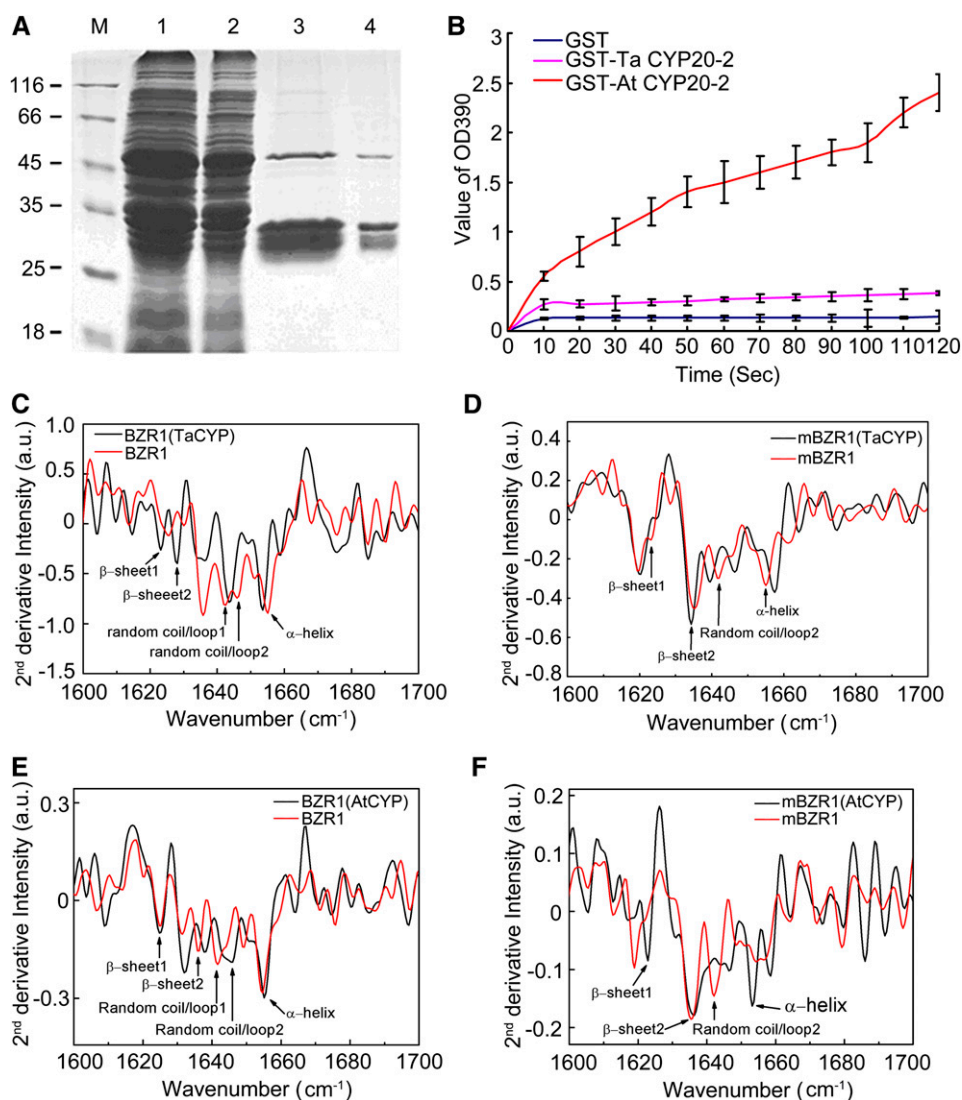 A
M 1 2 3 4
116
66
45
35
25
18
B
GST
GST-Ta CYP20-2
GST-At CYP20-2
Value of OD390
3
2.5
2
1.5
1
0.5
0
0 10 20 30 40 50 60 70 80 90 100 110 120
Time (Sec)
C
BZR1(TaCYP)
BZR1
2nd derivative Intensity (a.u.)
1.0
0.5
0
-0.5
-1.0
-1.5
β-sheet1
β-sheeet2
random coil/loop1
random coil/loop2
α-helix
1600 1620 1640 1660 1680 1700
Wavenumber (cm-1)
D
mBZR1(TaCYP)
mBZR1
2nd derivative Intensity (a.u.)
0.4
0.2
0
-0.2
-0.4
-0.6
-0.8
β-sheet1
β-sheet2
Random coil/loop2
α-helix
1600 1620 1640 1660 1680 1700
Wavenumber (cm-1)
E
BZR1(AtCYP)
BZR1
2nd derivative Intensity (a.u.)
0.3
0
-0.3
β-sheet1
β-sheet2
Random coil/loop1
Random coil/loop2
α-helix
1600 1620 1640 1660 1680 1700
Wavenumber (cm-1)
F
mBZR1(AtCYP)
mBZR1
2nd derivative Intensity (a.u.)
0.2
0.1
0
-0.1
-0.2
β-sheet1
β-sheet2
Random coil/loop2
α-helix
1600 1620 1640 1660 1680 1700
Wavenumber (cm-1)